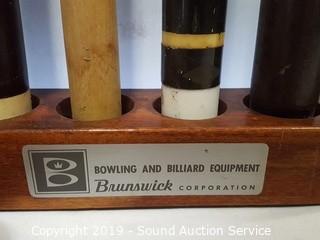 B
BOWLING AND BILLIARD EQUIPMENT
Brunswick CORPORATION
Copyright 2019 - Sound Auction Service